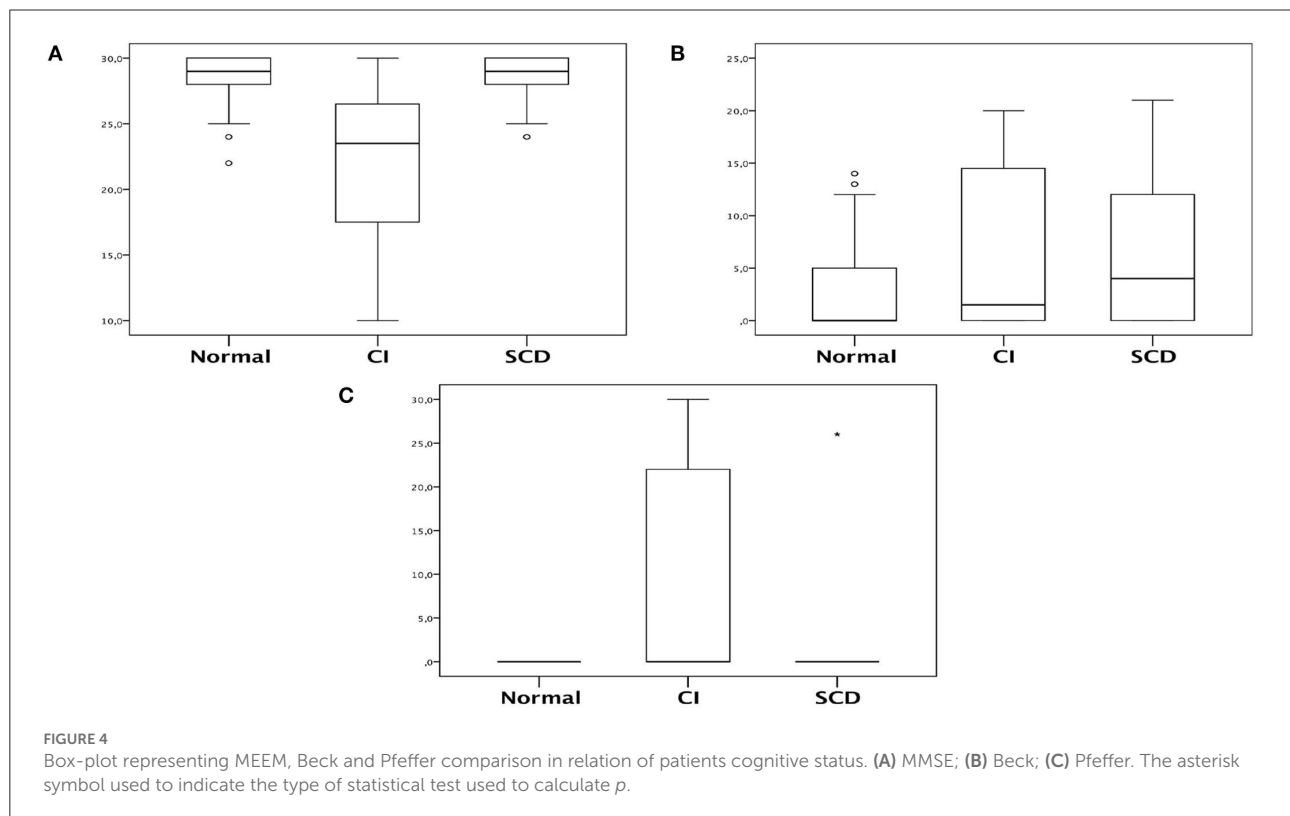 A
30,0
25,0
20,0
15,0
10,0
Normal CI SCD
B
25,0
20,0
15,0
10,0
5,0
,0
Normal CI SCD
C
30,0
25,0
20,0
15,0
10,0
5,0
,0
*
Normal CI SCD
FIGURE 4
Box-plot representing MEEM, Beck and Pfeffer comparison in relation of patients cognitive status. (A) MMSE; (B) Beck; (C) Pfeffer. The asterisk
symbol used to indicate the type of statistical test used to calculate p.